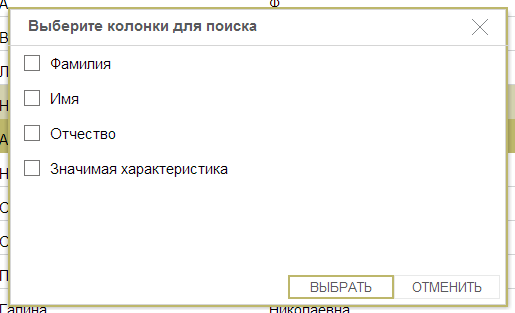 А Ф
Выберите колонки для поиска
В
Фамилия
Л
Имя
Н
Отчество
А
Значимая характеристика
Н
О
О
П
ВЫБРАТЬ ОТМЕНИТЬ
Галина Николаевна